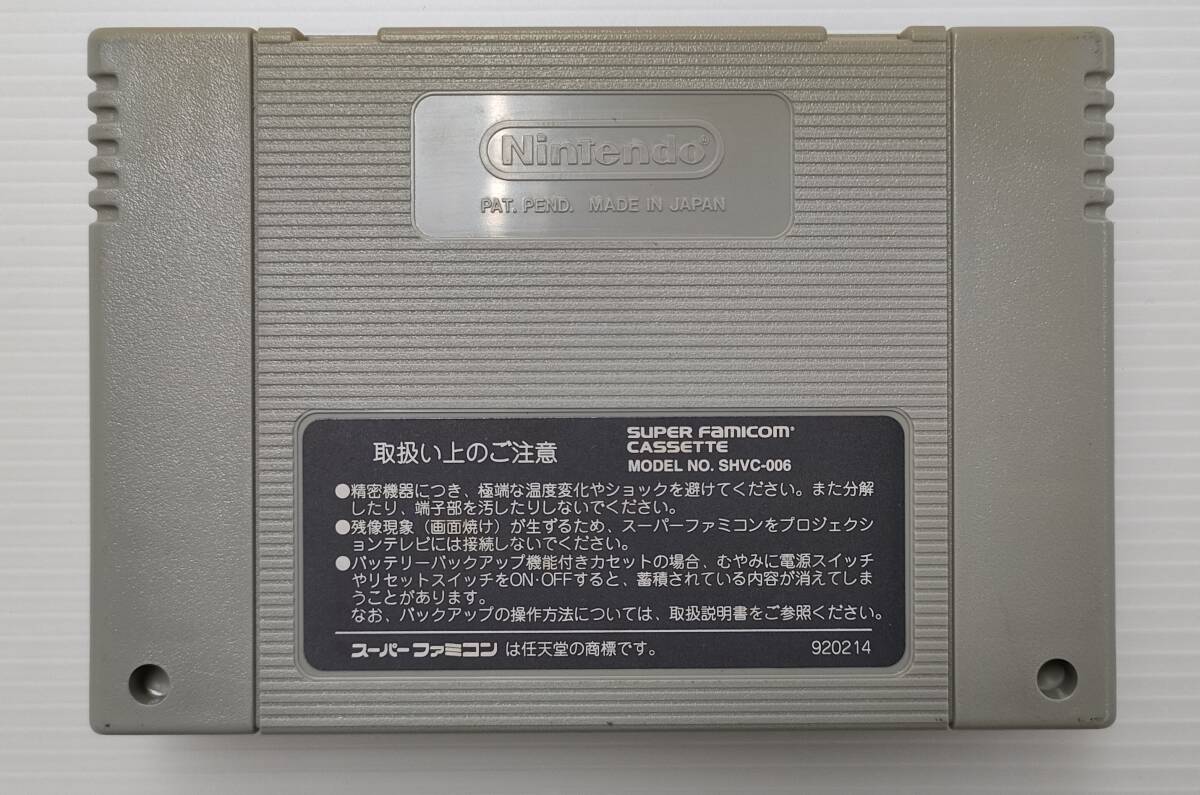 Nintendo®
PAT. PEND. MADE IN JAPAN
取扱い上のご注意
SUPER FAMICOM®
CASSETTE
MODEL NO. SHVC-006
●精密機器につき、極端な温度変化やショックを避けてください。また分解
したり、端子部を汚したりしないでください。
●残像現象（画面焼け）が生ずるため、スーパーファミコンをプロジェクシ
ョンテレビには接続しないでください。
●バッテリーバックアップ機能付きカセットの場合、むやみに電源スイッチ
やリセットスイッチをON・OFFすると、蓄積されている内容が消えてしま
うことがあります。
なお、バックアップの操作方法については、取扱説明書をご参照ください。
スーパーファミコンは任天堂の商標です。
920214